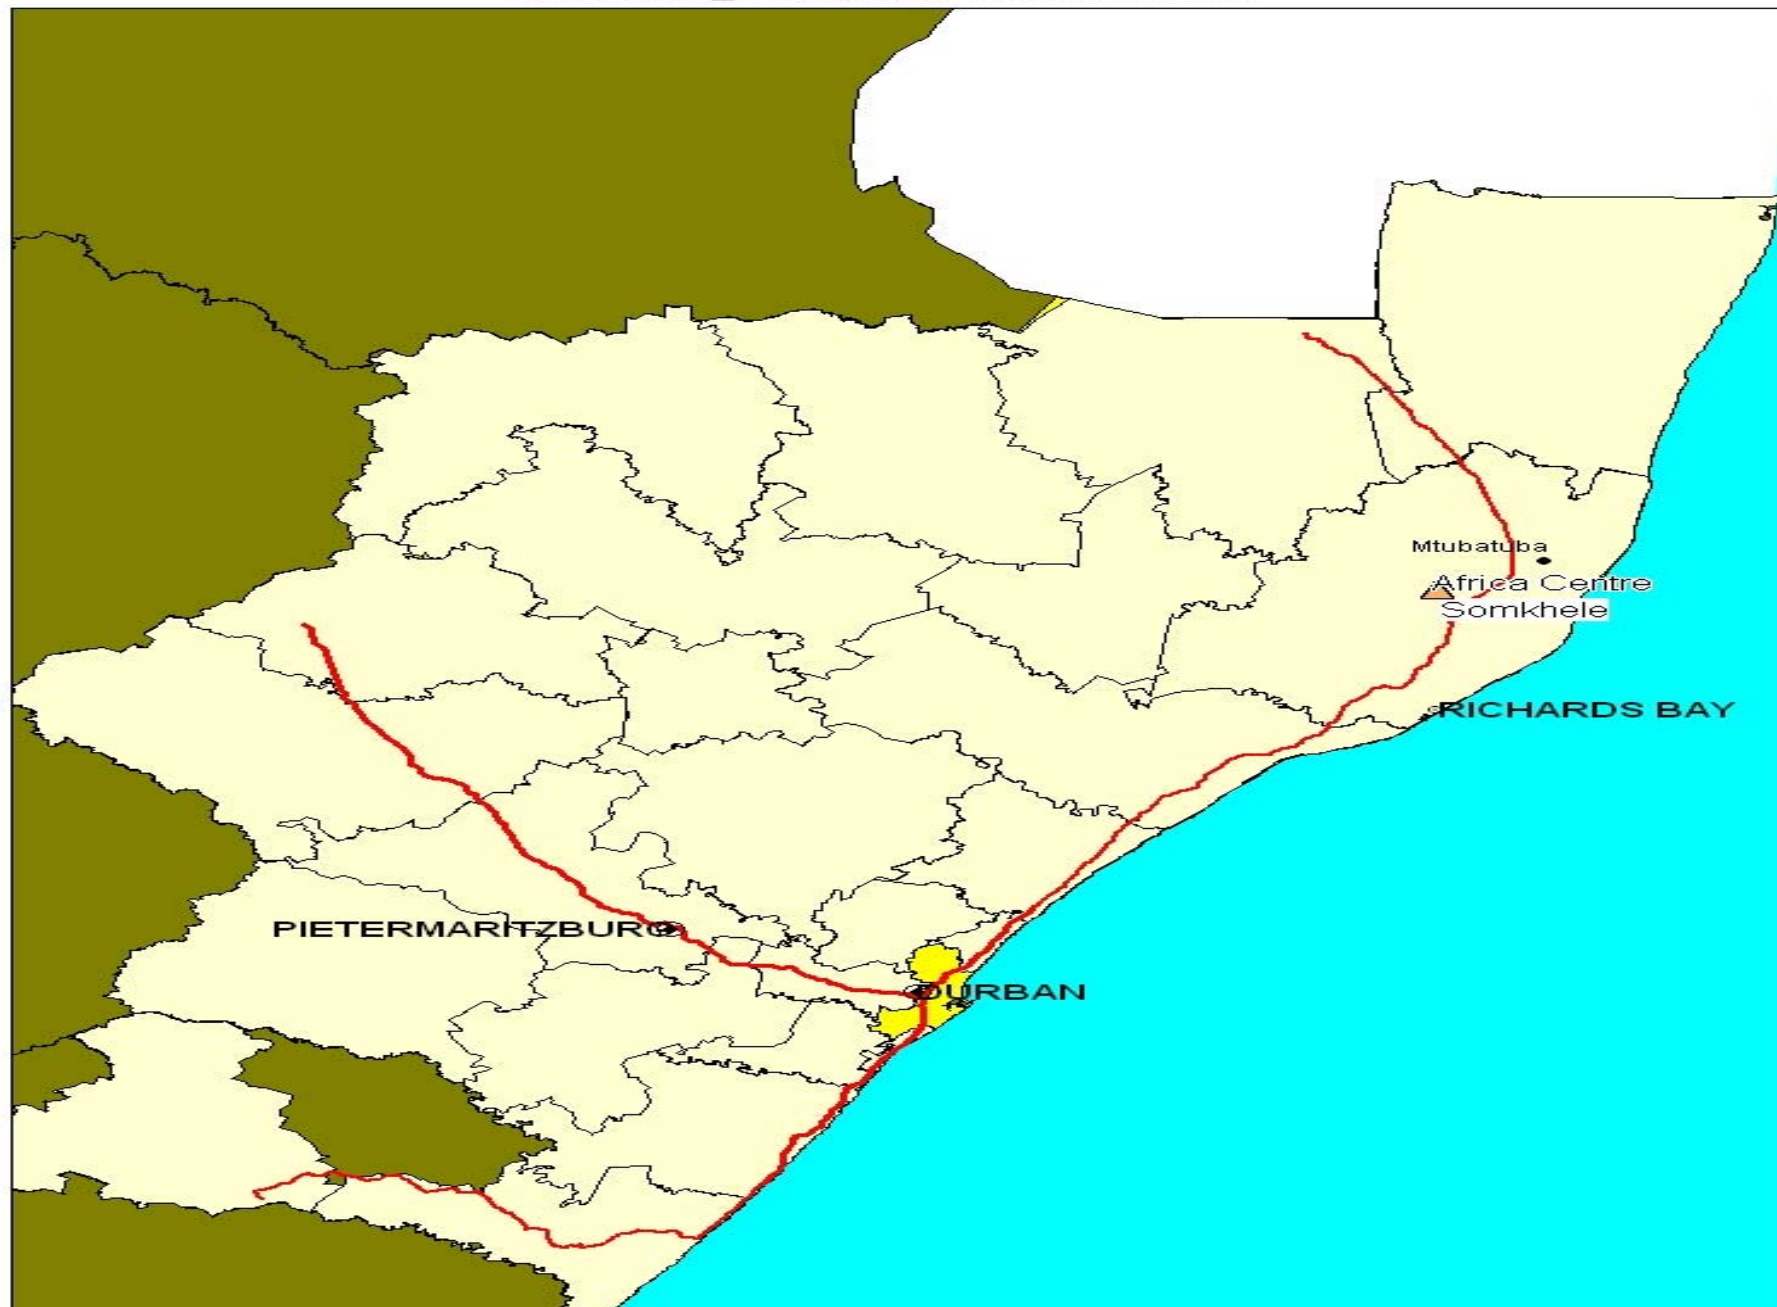 Mtubatuba
Africa Centre
Somkhele
RICHARDS BAY
PIETERMARITZBURG
DURBAN